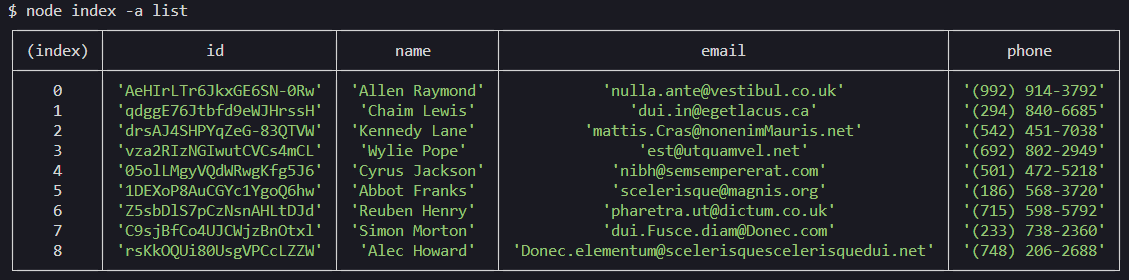 $ node index -a list
(index) id name email phone
0 'AeHIrLTr6JkxGE6SN-0Rw' 'Allen Raymond' 'nulla.ante@vestibul.co.uk' '(992) 914-3792'
1 'qdggE76Jtbfd9eWJHrssH' 'Chaim Lewis' 'dui.in@egetlacus.ca' '(294) 840-6685'
2 'drsAJ4SHPYqZeG-83QTVW' 'Kennedy Lane' 'mattis.Cras@nonenimMauris.net' '(542) 451-7038'
3 'vza2RIzNGIwutCVCs4mCL' 'Wylie Pope' 'est@utquamvel.net' '(692) 802-2949'
4 '05olLMgyVQdWRwgKfg5J6' 'Cyrus Jackson' 'nibh@semsempererat.com' '(501) 472-5218'
5 '1DEXoP8AuCGYc1YgoQ6hw' 'Abbot Franks' 'scelerisque@magnis.org' '(186) 568-3720'
6 'Z5sbDlS7pCzNsnAHLtDJd' 'Reuben Henry' 'pharetra.ut@dictum.co.uk' '(715) 598-5792'
7 'C9sjBfCo4UJCWjzBnOtxl' 'Simon Morton' 'dui.Fusce.diam@Donec.com' '(233) 738-2360'
8 'rsKkOQUi80UsgVPCcLZZW' 'Alec Howard' 'Donec.elementum@scelerisquescelerisquedui.net' '(748) 206-2688'